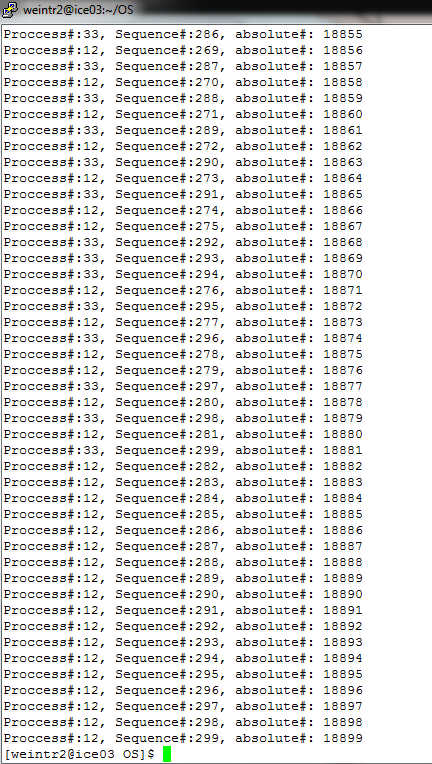 weintr2@ice03:~/OS
Proccess#:33, Sequence#:286, absolute#: 18855
Proccess#:12, Sequence#:269, absolute#: 18856
Proccess#:33, Sequence#:287, absolute#: 18857
Proccess#:12, Sequence#:270, absolute#: 18858
Proccess#:33, Sequence#:288, absolute#: 18859
Proccess#:12, Sequence#:271, absolute#: 18860
Proccess#:33, Sequence#:289, absolute#: 18861
Proccess#:12, Sequence#:272, absolute#: 18862
Proccess#:33, Sequence#:290, absolute#: 18863
Proccess#:12, Sequence#:273, absolute#: 18864
Proccess#:33, Sequence#:291, absolute#: 18865
Proccess#:12, Sequence#:274, absolute#: 18866
Proccess#:12, Sequence#:275, absolute#: 18867
Proccess#:33, Sequence#:292, absolute#: 18868
Proccess#:33, Sequence#:293, absolute#: 18869
Proccess#:33, Sequence#:294, absolute#: 18870
Proccess#:12, Sequence#:276, absolute#: 18871
Proccess#:33, Sequence#:295, absolute#: 18872
Proccess#:12, Sequence#:277, absolute#: 18873
Proccess#:33, Sequence#:296, absolute#: 18874
Proccess#:12, Sequence#:278, absolute#: 18875
Proccess#:12, Sequence#:279, absolute#: 18876
Proccess#:33, Sequence#:297, absolute#: 18877
Proccess#:12, Sequence#:280, absolute#: 18878
Proccess#:33, Sequence#:298, absolute#: 18879
Proccess#:12, Sequence#:281, absolute#: 18880
Proccess#:33, Sequence#:299, absolute#: 18881
Proccess#:12, Sequence#:282, absolute#: 18882
Proccess#:12, Sequence#:283, absolute#: 18883
Proccess#:12, Sequence#:284, absolute#: 18884
Proccess#:12, Sequence#:285, absolute#: 18885
Proccess#:12, Sequence#:286, absolute#: 18886
Proccess#:12, Sequence#:287, absolute#: 18887
Proccess#:12, Sequence#:288, absolute#: 18888
Proccess#:12, Sequence#:289, absolute#: 18889
Proccess#:12, Sequence#:290, absolute#: 18890
Proccess#:12, Sequence#:291, absolute#: 18891
Proccess#:12, Sequence#:292, absolute#: 18892
Proccess#:12, Sequence#:293, absolute#: 18893
Proccess#:12, Sequence#:294, absolute#: 18894
Proccess#:12, Sequence#:295, absolute#: 18895
Proccess#:12, Sequence#:296, absolute#: 18896
Proccess#:12, Sequence#:297, absolute#: 18897
Proccess#:12, Sequence#:298, absolute#: 18898
Proccess#:12, Sequence#:299, absolute#: 18899
[weintr2@ice03 OS]$